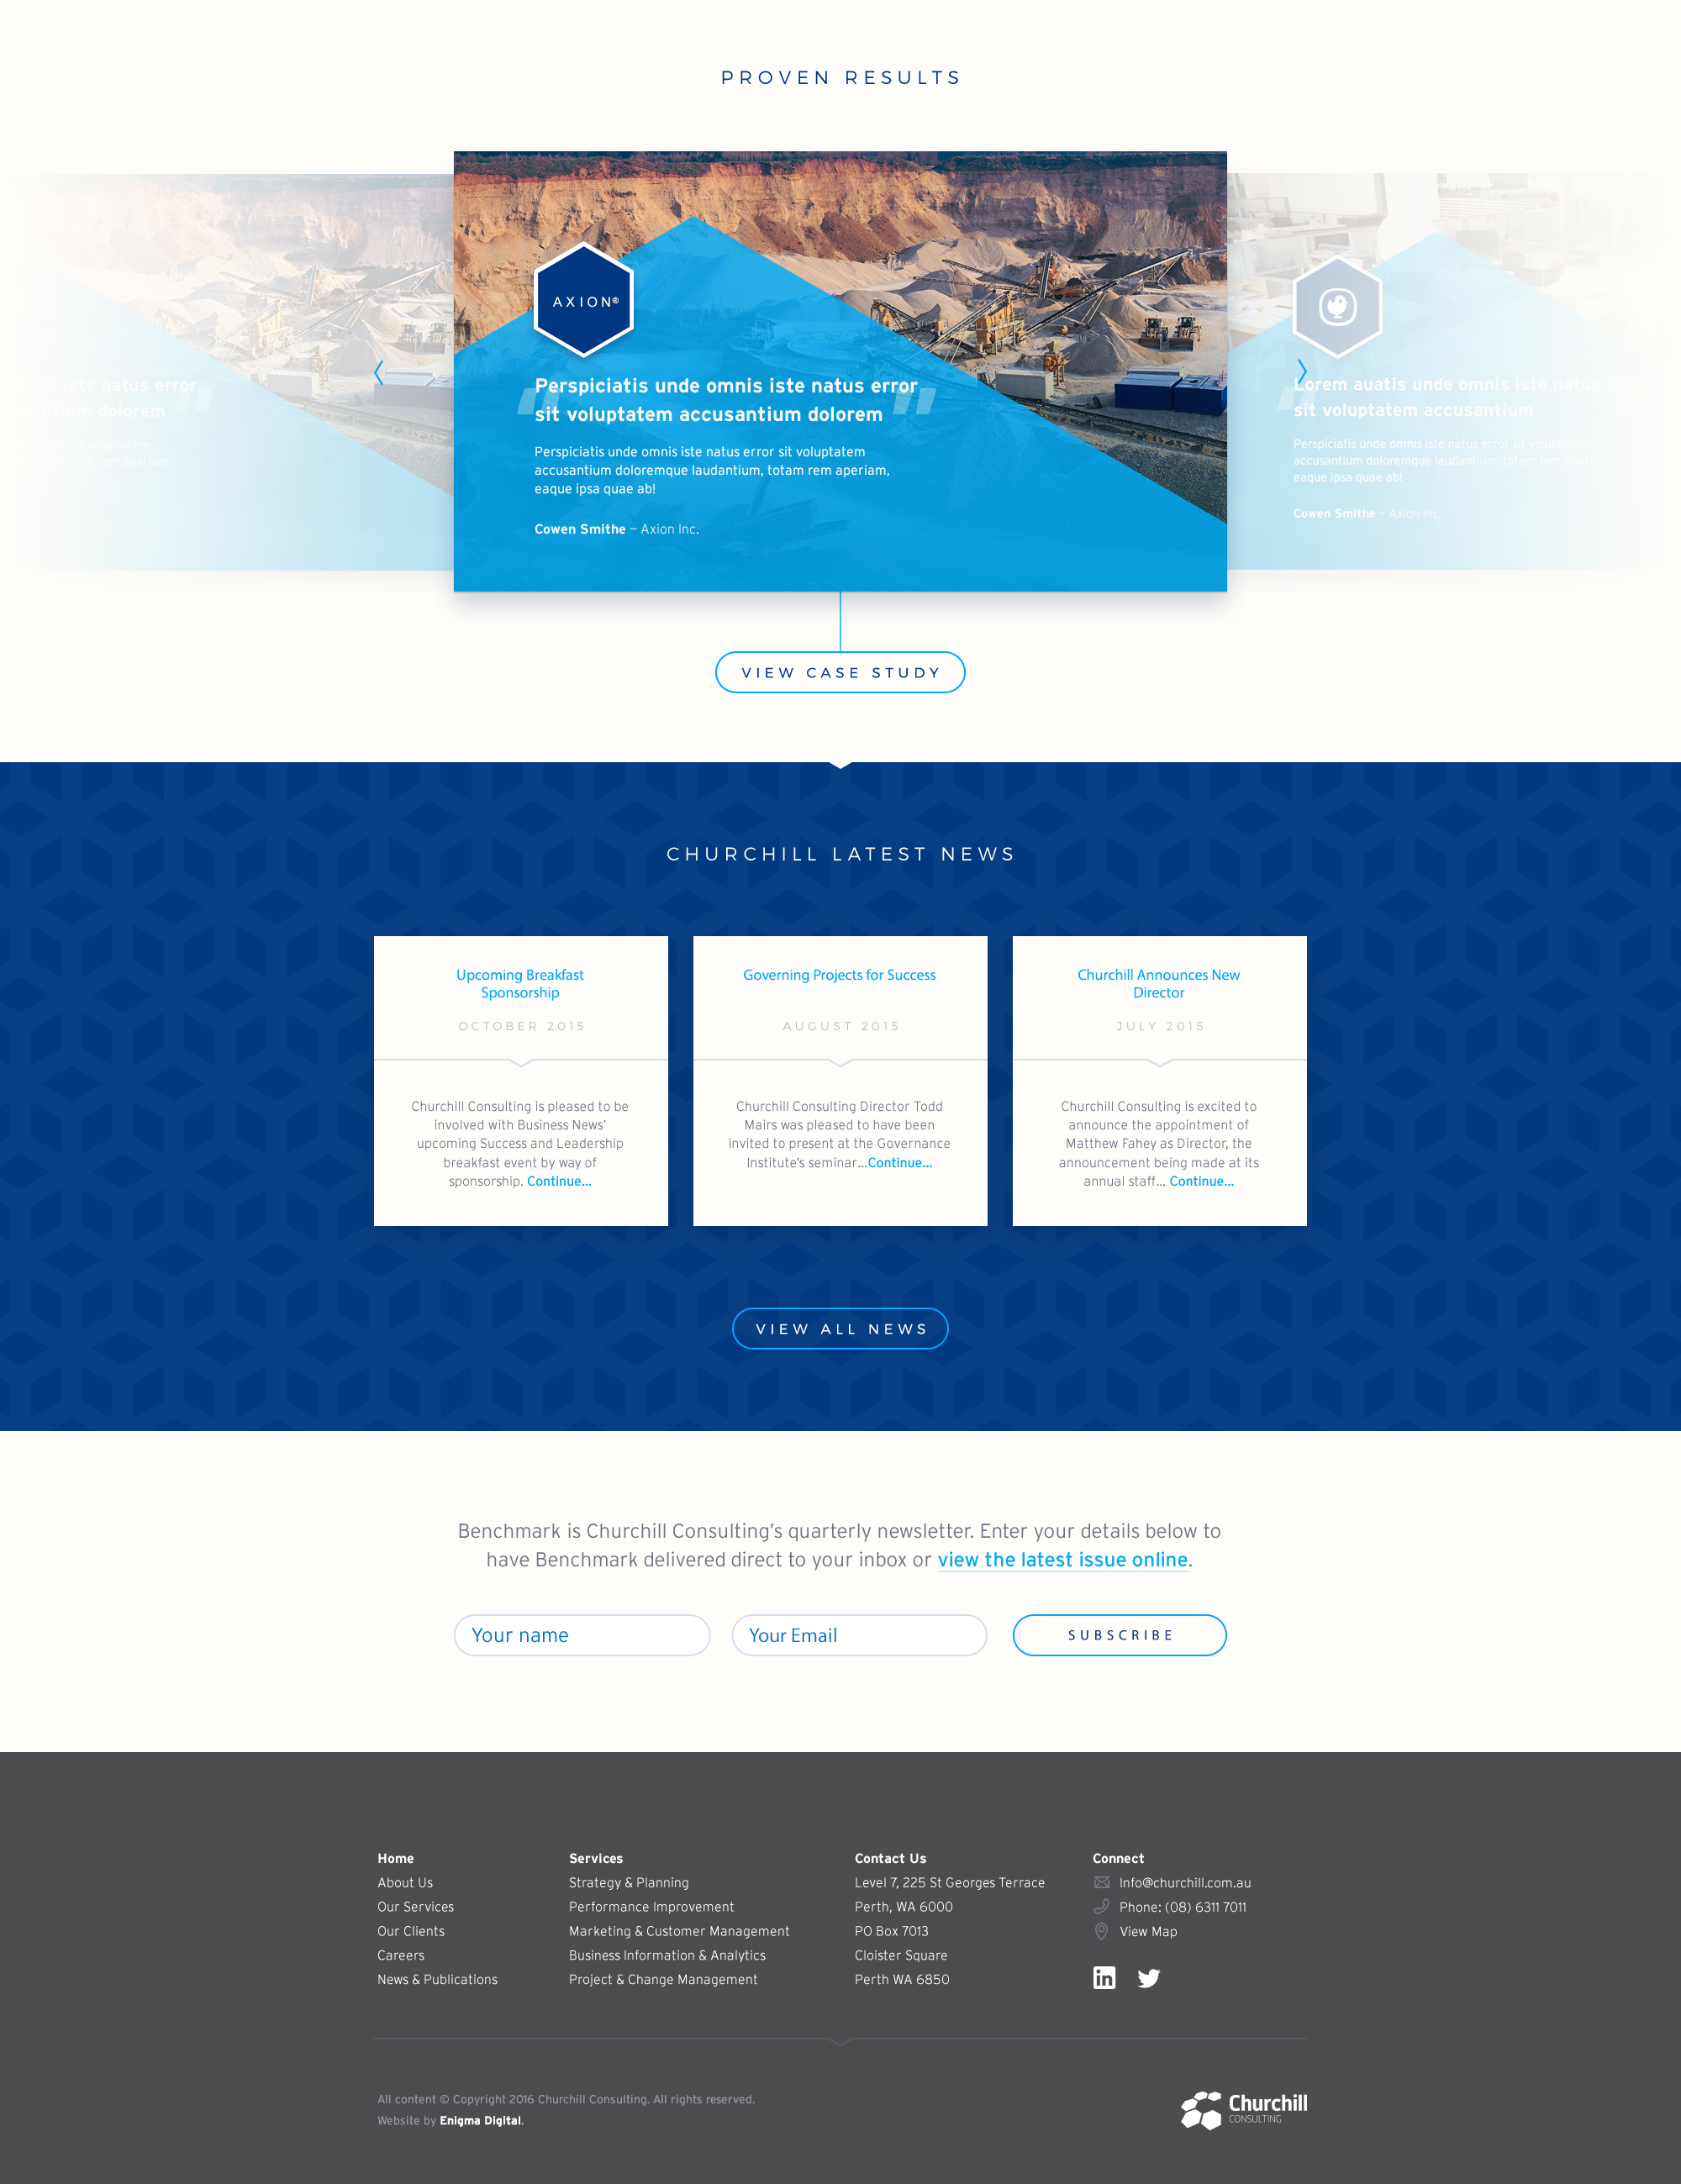 PROVEN RESULTS
AXION®
iste natus error
dolorem
voluptatem
rem aperiam,
"Perspiciatis unde omnis iste natus error
sit voluptatem accusantium dolorem"
Perspiciatis unde omnis iste natus error sit voluptatem
accusantium doloremque laudantium, totam rem aperiam,
eaque ipsa quae ab!
Cowen Smithe – Axion Inc.
Lorem auatis unde omnis iste natus error
sit voluptatem accusantium
Perspiciatis unde omnis iste natus error sit voluptatem
accusantium doloremque laudantium, totam rem aperiam,
eaque ipsa quae ab!
Cowen Smithe – Axion Inc.
VIEW CASE STUDY
CHURCHILL LATEST NEWS
Upcoming Breakfast
Sponsorship
OCTOBER 2015
Churchill Consulting is pleased to be
involved with Business News'
upcoming Success and Leadership
breakfast event by way of
sponsorship. Continue...
Governing Projects for Success
AUGUST 2015
Churchill Consulting Director Todd
Mairs was pleased to have been
invited to present at the Governance
Institute's seminar...Continue...
Churchill Announces New
Director
JULY 2015
Churchill Consulting is excited to
announce the appointment of
Matthew Fahey as Director, the
announcement being made at its
annual staff... Continue...
VIEW ALL NEWS
Benchmark is Churchill Consulting's quarterly newsletter. Enter your details below to
have Benchmark delivered direct to your inbox or view the latest issue online.
Your name
Your Email
SUBSCRIBE
Home
About Us
Our Services
Our Clients
Careers
News & Publications
Services
Strategy & Planning
Performance Improvement
Marketing & Customer Management
Business Information & Analytics
Project & Change Management
Contact Us
Level 7, 225 St Georges Terrace
Perth, WA 6000
PO Box 7013
Cloister Square
Perth WA 6850
Connect
Info@churchill.com.au
Phone: (08) 6311 7011
View Map
in
All content © Copyright 2016 Churchill Consulting. All rights reserved.
Website by Enigma Digital.
Churchill
CONSULTING